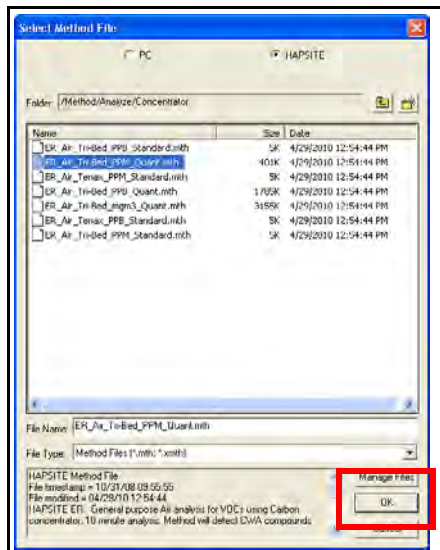 Select Method File
PC HAPSITE
Folder: /Method/Analyze/Concentrator
Name Size Date
ER_Air_Tri-Bed_PPB_Standard.mth 5K 4/29/2010 12:54:44 PM
ER_Air_Tri-Bed_PPM_Quant.mth 401K 4/29/2010 12:54:44 PM
ER_Air_Tenax_PPM_Standard.mth 5K 4/29/2010 12:54:44 PM
ER_Air_Tri-Bed_PPB_Quant.mth 1705K 4/29/2010 12:54:44 PM
ER_Air_Tri-Bed_mgm3_Quant.mth 3155K 4/29/2010 12:54:44 PM
ER_Air_Tenax_PPB_Standard.mth 5K 4/29/2010 12:54:44 PM
ER_Air_Tri-Bed_PPM_Standard.mth 5K 4/29/2010 12:54:44 PM
File Name: ER_Air_Tri-Bed_PPM_Quant.mth
File Type: Method Files (*.mth; *.xmth)
HAPSITE Method File
File timestamp = 10/31/08 09:55:55
File modified = 04/29/10 12:54:44
HAPSITE ER. General purpose Air analysis for VOCs using Carbon
concentrator. 10 minute analysis. Method will detect CWA compounds
Manage Files
OK
Cancel